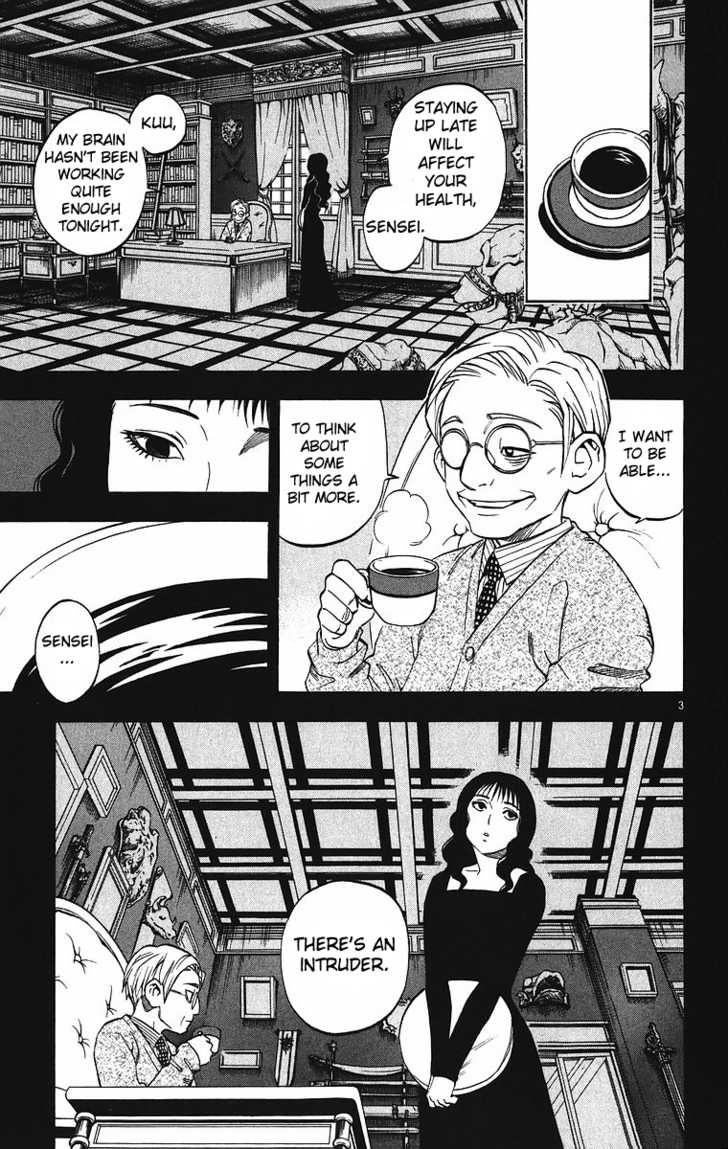 STAYING
UP LATE
WILL
AFFECT
YOUR
HEALTH,
SENSEI.
KUU,
MY BRAIN
HASN'T BEEN
WORKING
QUITE
ENOUGH
TONIGHT.
I WANT
TO BE
ABLE...
TO THINK
ABOUT
SOME
THINGS A
BIT MORE.
SENSEI
...
3
THERE'S AN
INTRUDER.